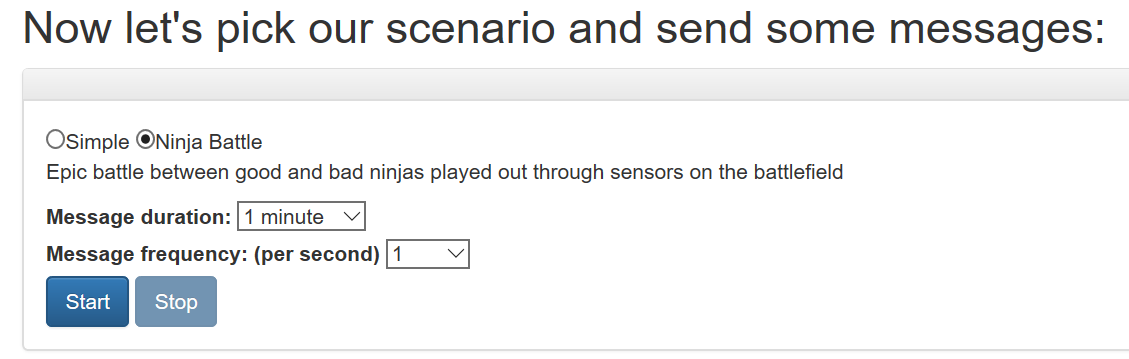 Now let's pick our scenario and send some messages:
Simple Ninja Battle
Epic battle between good and bad ninjas played out through sensors on the battlefield
Message duration: 1 minute
Message frequency: (per second) 1
Start Stop